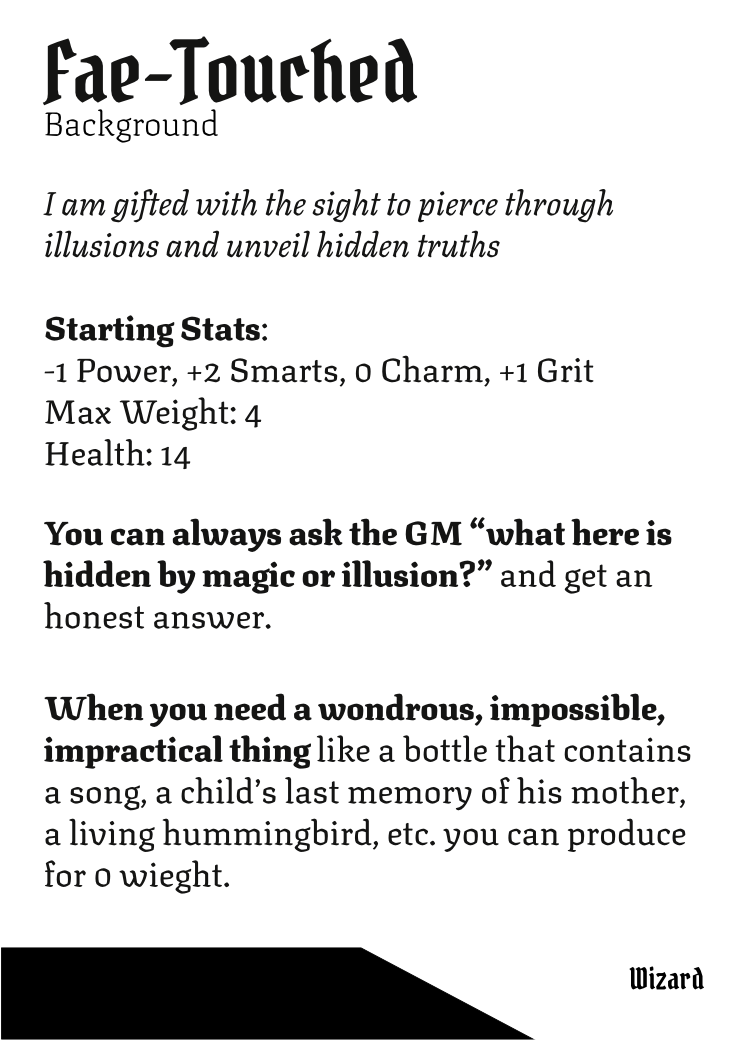 Fae-Touched
Background
I am gifted with the sight to pierce through
illusions and unveil hidden truths
Starting Stats:
-1 Power, +2 Smarts, 0 Charm, +1 Grit
Max Weight: 4
Health: 14
You can always ask the GM “what here is
hidden by magic or illusion?” and get an
honest answer.
When you need a wondrous, impossible,
impractical thing like a bottle that contains
a song, a child’s last memory of his mother,
a living hummingbird, etc. you can produce
for 0 wieght.
Wizard